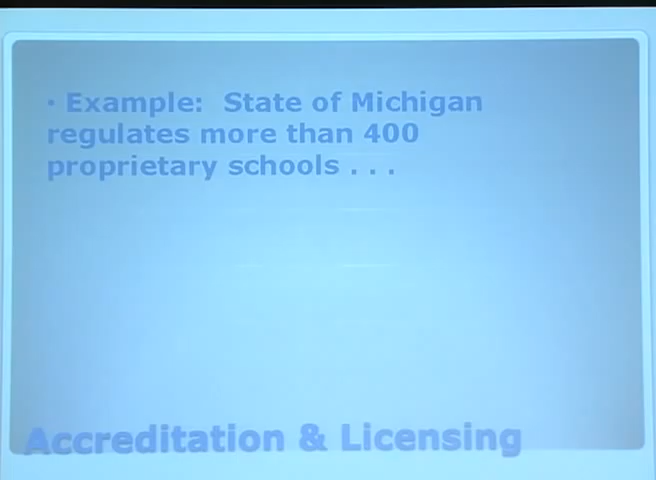 • Example:  State of Michigan
regulates more than 400
proprietary schools . . .
Accreditation & Licensing